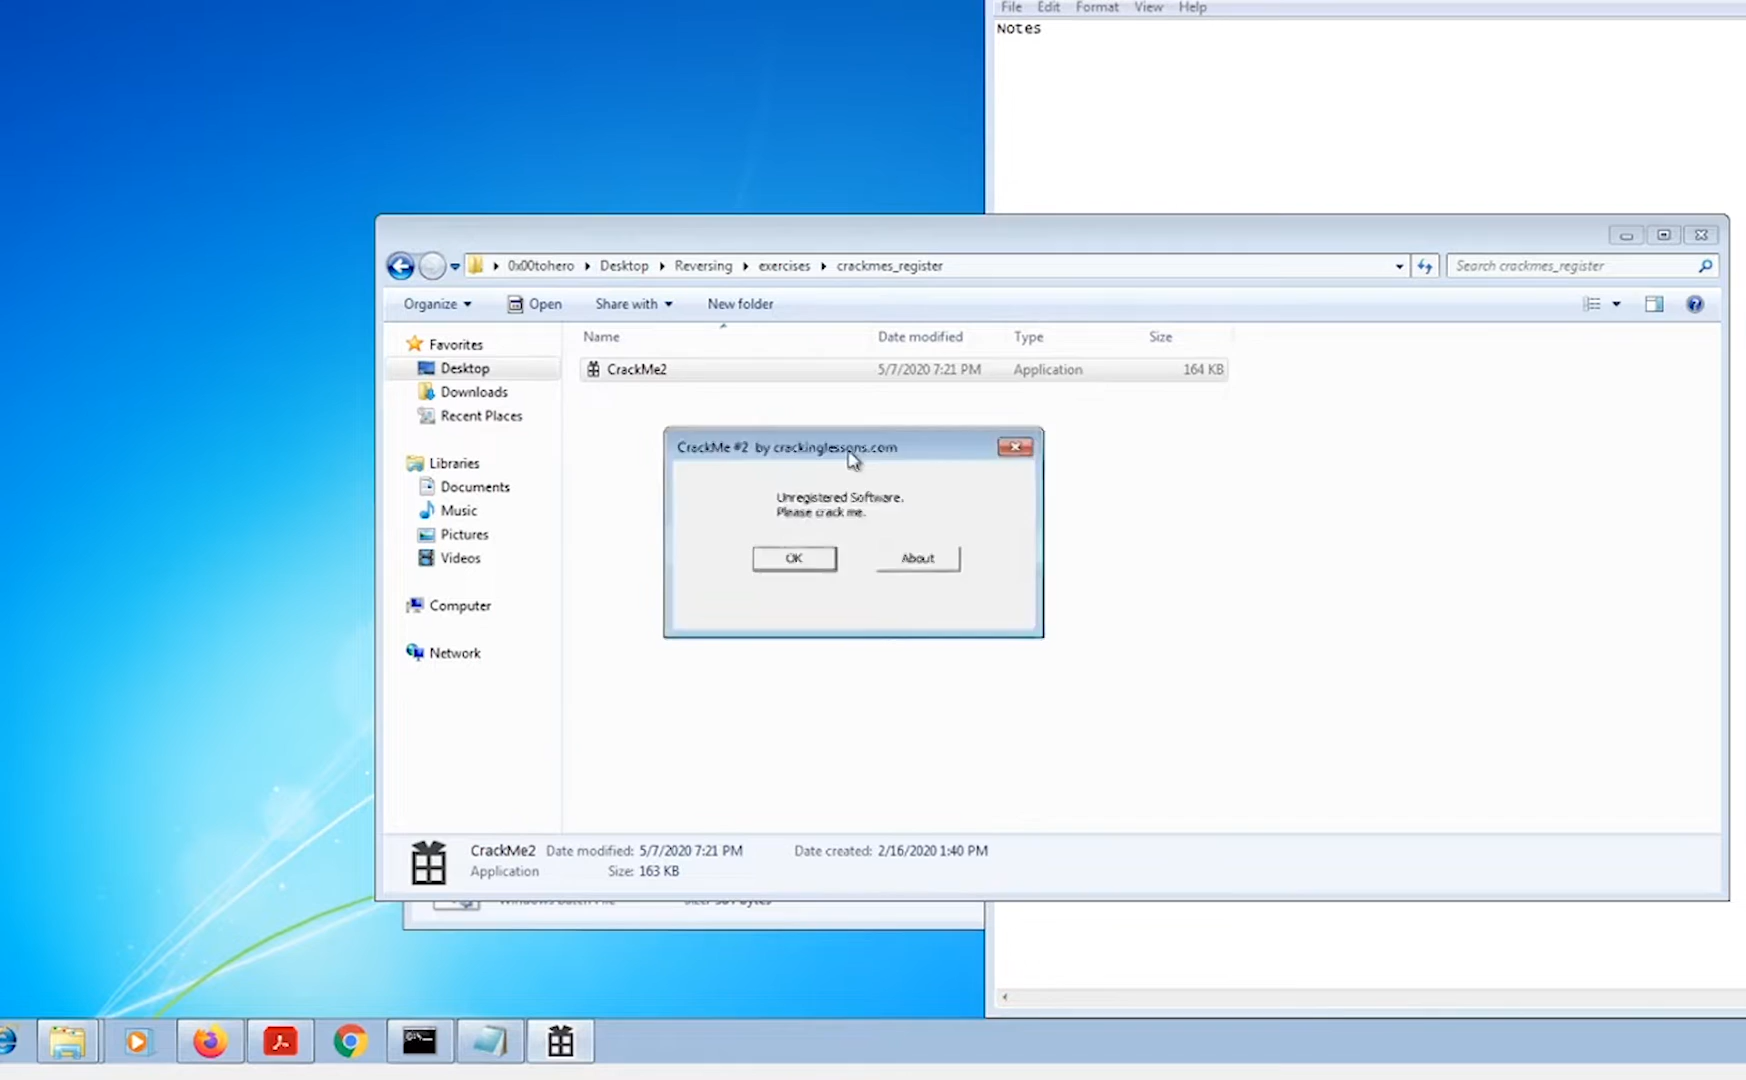 File Edit Format View Help
Notes
0x00tohero Desktop Reversing exercises crackmes_register
Search crackmes_register
Organize Open Share with New folder
Name Date modified Type Size
Favorites
Desktop
Downloads
Recent Places
Libraries
Documents
Music
Pictures
Videos
Computer
Network
CrackMe2 5/7/2020 7:21 PM Application 164 KB
CrackMe #2 by crackinglessons.com
Unregistered Software.
Please crack me.
OK About
CrackMe2 Date modified: 5/7/2020 7:21 PM Date created: 2/16/2020 1:40 PM
Application Size: 163 KB